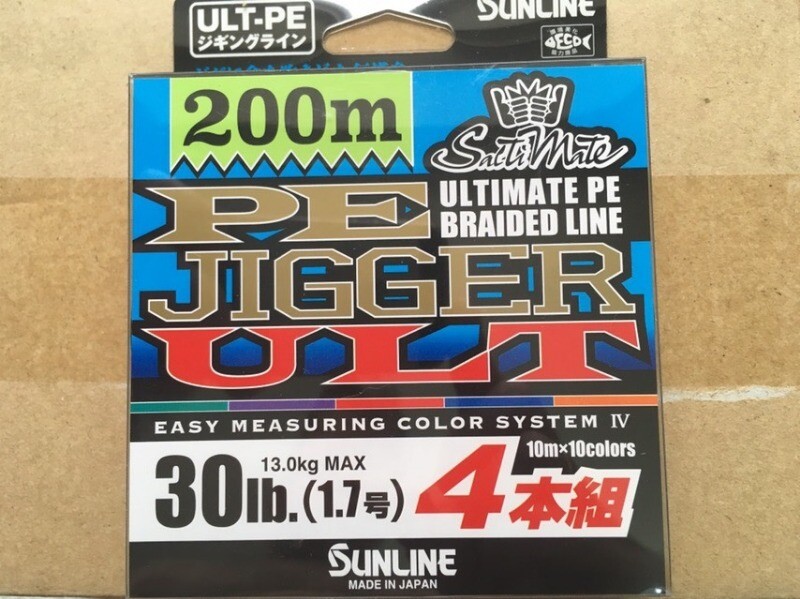 ULT-PE
ジギングライン
SUNLINE
ECO
200m
SaltiMate
PE
ULTIMATE PE
BRAIDED LINE
JIGGER
ULT
EASY MEASURING COLOR SYSTEM IV
10m×10colors
13.0kg MAX
30lb.(1.7号)
4本組
SUNLINE
MADE IN JAPAN